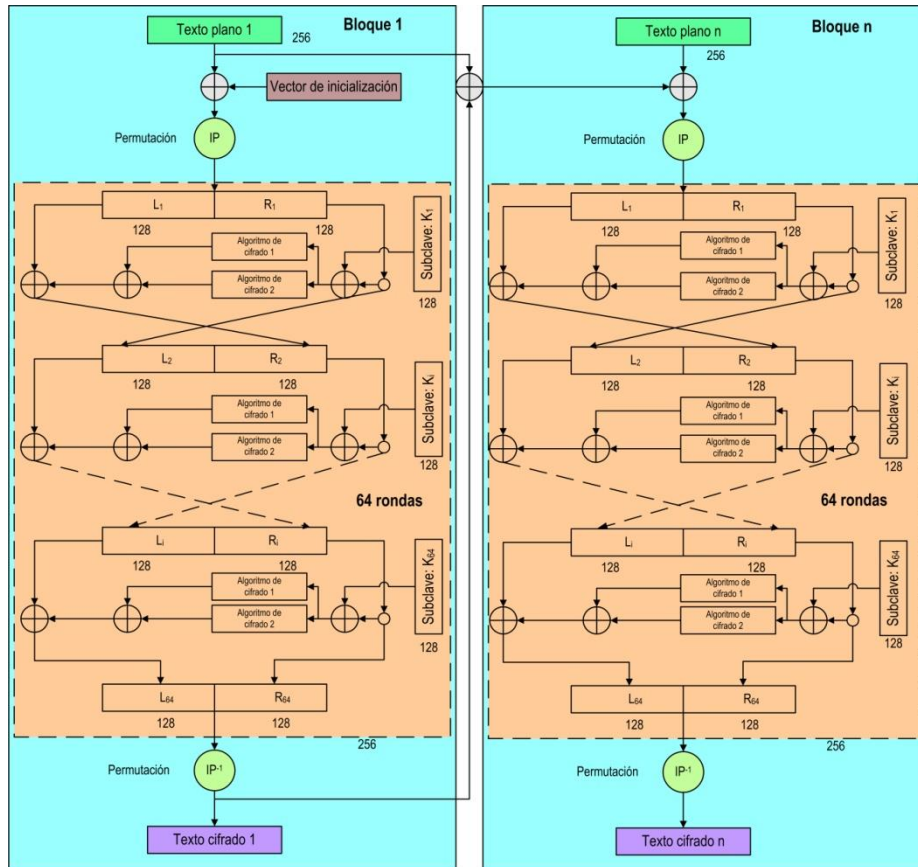 Bloque 1
Texto plano 1
256
Vector de inicialización
Permutación
IP
L1
R1
128
128
Subclave: K1
128
Algoritmo de
cifrado 1
Algoritmo de
cifrado 2
L2
R2
128
128
Subclave: Ki
128
Algoritmo de
cifrado 1
Algoritmo de
cifrado 2
64 rondas
Li
Ri
128
128
Subclave: K64
128
Algoritmo de
cifrado 1
Algoritmo de
cifrado 2
L64
R64
128
128
256
Permutación
IP-1
Texto cifrado 1
Bloque n
Texto plano n
256
Permutación
IP
L1
R1
128
128
Subclave: K1
128
Algoritmo de
cifrado 1
Algoritmo de
cifrado 2
L2
R2
128
128
Subclave: Ki
128
Algoritmo de
cifrado 1
Algoritmo de
cifrado 2
64 rondas
Li
Ri
128
128
Subclave: K64
128
Algoritmo de
cifrado 1
Algoritmo de
cifrado 2
L64
R64
128
128
256
Permutación
IP-1
Texto cifrado n